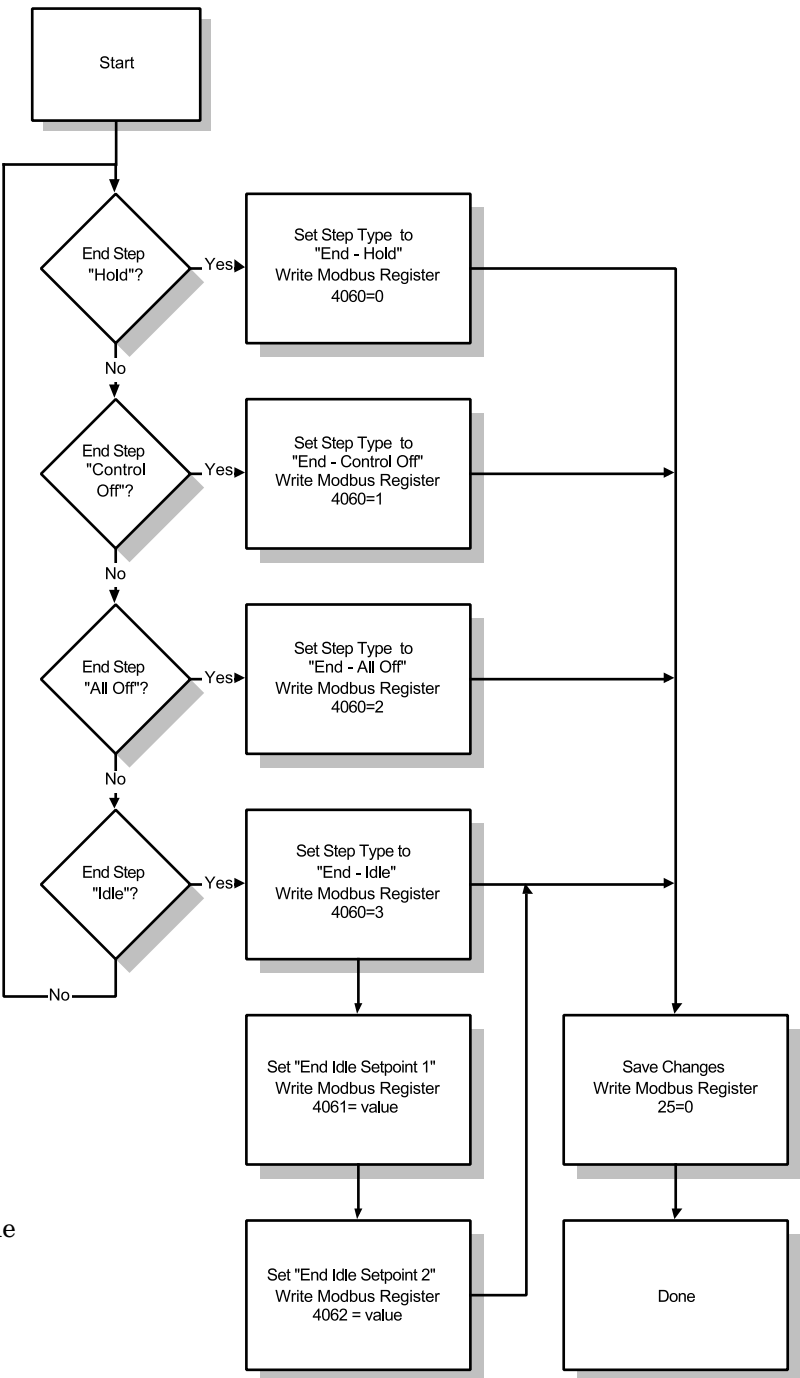 Start
End Step
"Hold"?
Yes
Set Step Type to
"End - Hold"
Write Modbus Register
4060=0
No
End Step
"Control
Off"?
Yes
Set Step Type to
"End - Control Off"
Write Modbus Register
4060=1
No
End Step
"All Off"?
Yes
Set Step Type to
"End - All Off"
Write Modbus Register
4060=2
No
End Step
"Idle"?
Yes
Set Step Type to
"End - Idle"
Write Modbus Register
4060=3
No
Set "End Idle Setpoint 1"
Write Modbus Register
4061= value
Save Changes
Write Modbus Register
25=0
Set "End Idle Setpoint 2"
Write Modbus Register
4062 = value
Done